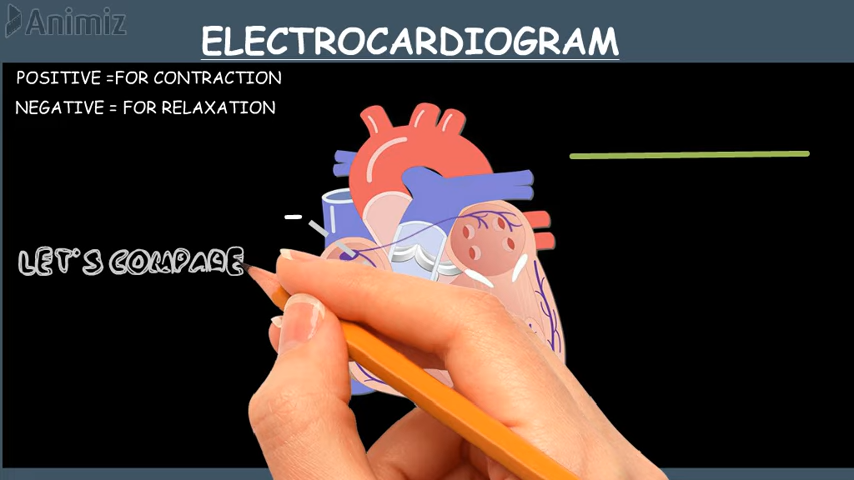 Animiz
ELECTROCARDIOGRAM
POSITIVE =FOR CONTRACTION
NEGATIVE = FOR RELAXATION
LET'S COMPARE